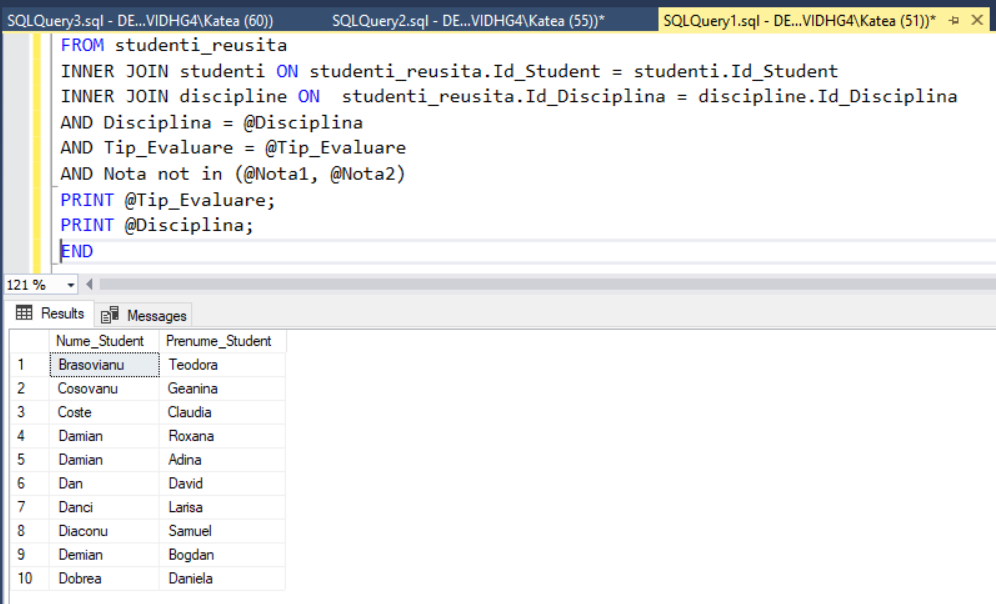 SQLQuery3.sql - DE...VIDHG4\Katea (60))
SQLQuery2.sql - DE...VIDHG4\Katea (55))*
SQLQuery1.sql - DE...VIDHG4\Katea (51))*
FROM studenti_reusita
INNER JOIN studenti ON studenti_reusita.Id_Student = studenti.Id_Student
INNER JOIN discipline ON  studenti_reusita.Id_Disciplina = discipline.Id_Disciplina
AND Disciplina = @Disciplina
AND Tip_Evaluare = @Tip_Evaluare
AND Nota not in (@Nota1, @Nota2)
PRINT @Tip_Evaluare;
PRINT @Disciplina;
END
121 %
Results Messages
Nume_Student Prenume_Student
1 Brasovianu Teodora
2 Cosovanu Geanina
3 Coste Claudia
4 Damian Roxana
5 Damian Adina
6 Dan David
7 Danci Larisa
8 Diaconu Samuel
9 Demian Bogdan
10 Dobrea Daniela